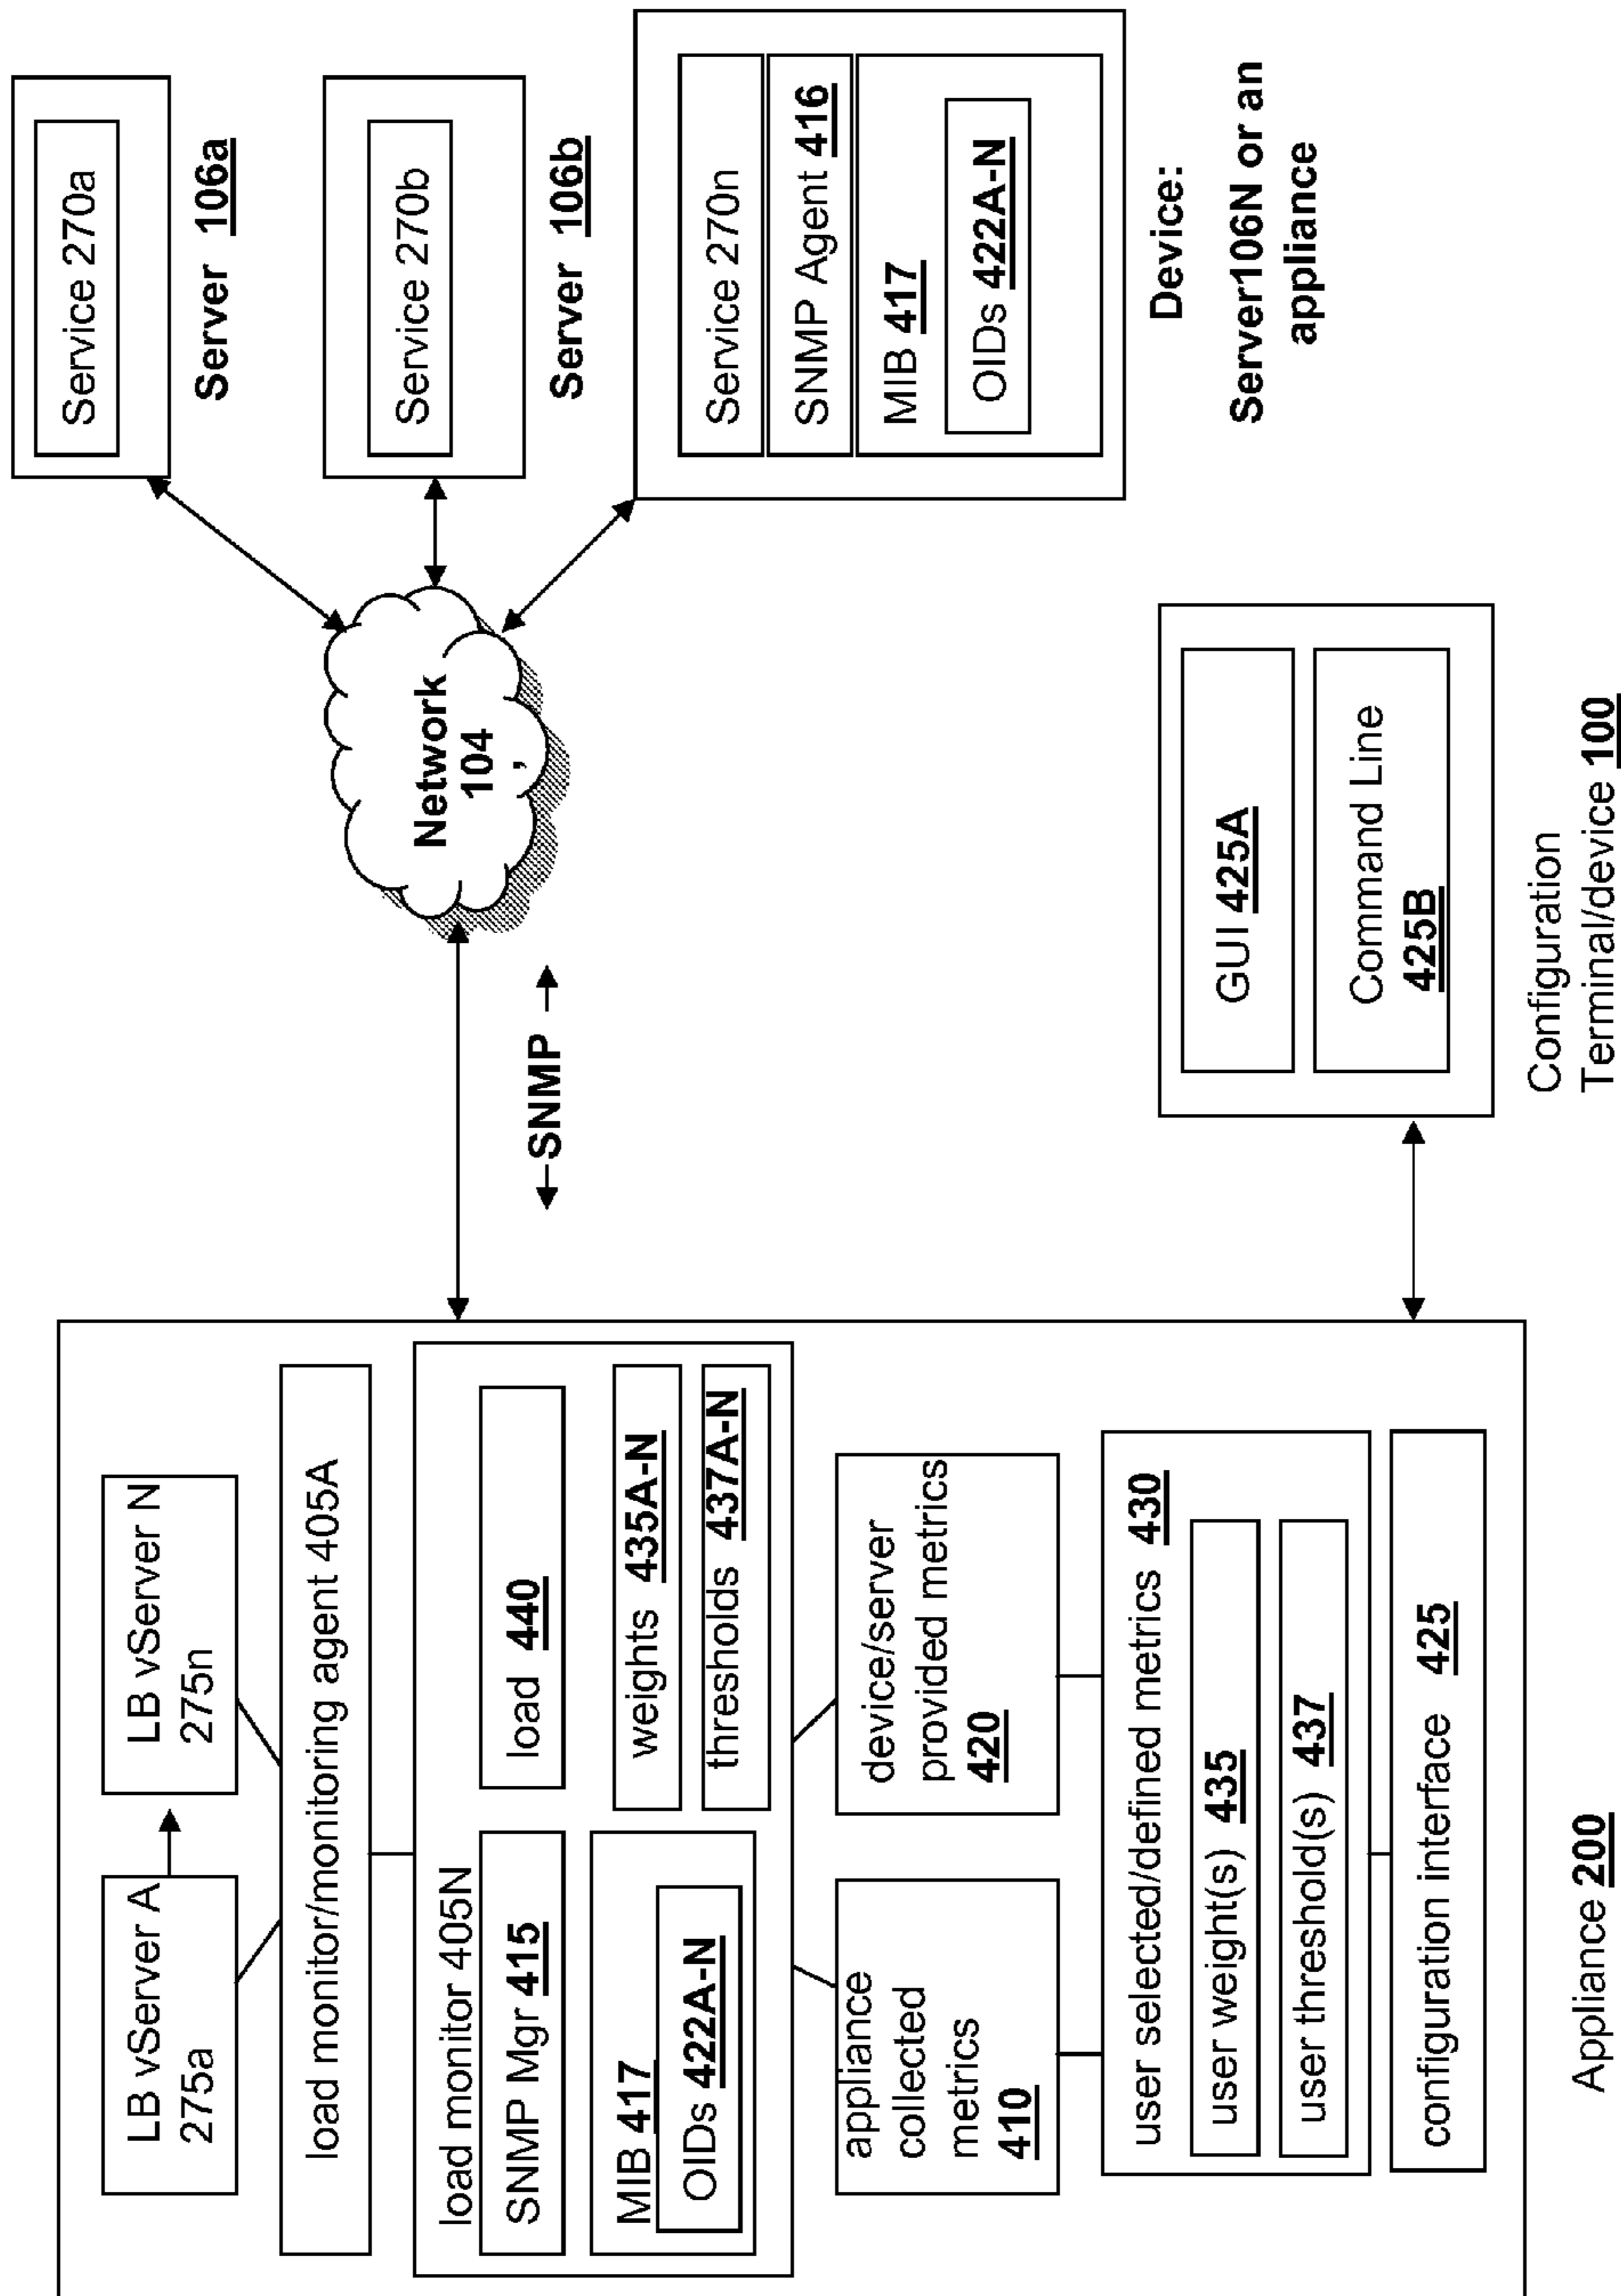 LB vServer A
275a
LB vServer N
275n
load monitor/monitoring agent 405A
load monitor 405N
SNMP Mgr 415
load 440
MIB 417
OIDs 422A-N
weights 435A-N
thresholds 437A-N
appliance
collected
metrics
410
device/server
provided metrics
420
user selected/defined metrics 430
user weight(s) 435
user threshold(s) 437
configuration interface 425
Appliance 200
SNMP
Network
104
,
GUI 425A
Command Line
425B
Configuration
Terminal/device 100
Service 270a
Server 106a
Service 270b
Server 106b
Service 270n
SNMP Agent 416
MIB 417
OIDs 422A-N
Device:
Server106N or an
appliance